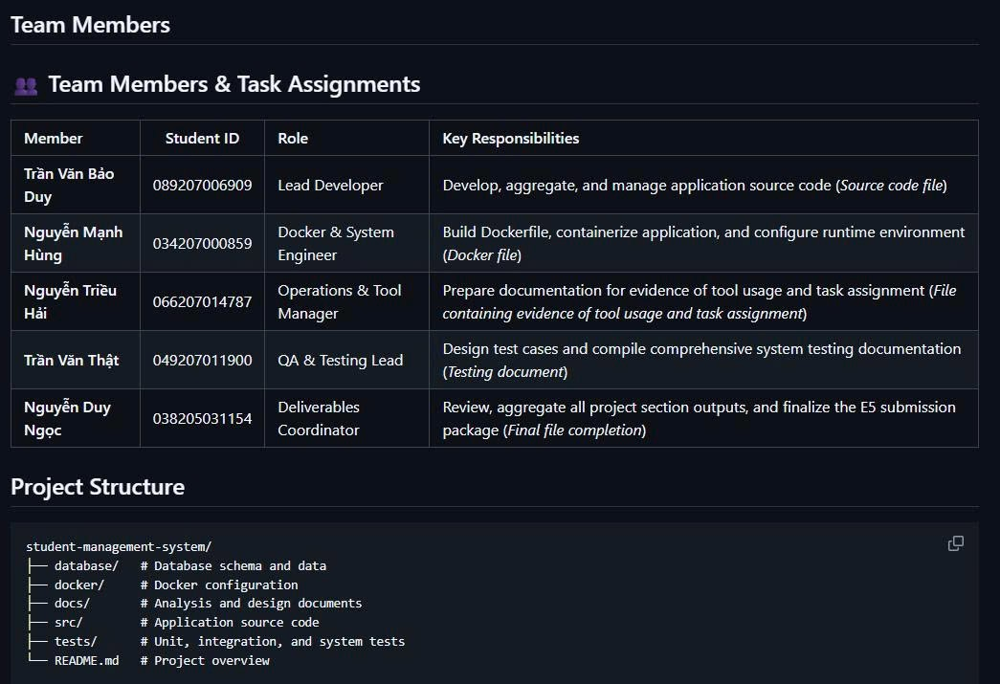 Team Members
👥 Team Members & Task Assignments
Member Student ID Role Key Responsibilities
Trần Văn Bảo Duy 089207006909 Lead Developer Develop, aggregate, and manage application source code (Source code file)
Nguyễn Mạnh Hùng 034207000859 Docker & System Engineer Build Dockerfile, containerize application, and configure runtime environment (Docker file)
Nguyễn Triều Hải 066207014787 Operations & Tool Manager Prepare documentation for evidence of tool usage and task assignment (File containing evidence of tool usage and task assignment)
Trần Văn Thật 049207011900 QA & Testing Lead Design test cases and compile comprehensive system testing documentation (Testing document)
Nguyễn Duy Ngọc 038205031154 Deliverables Coordinator Review, aggregate all project section outputs, and finalize the E5 submission package (Final file completion)
Project Structure
student-management-system/
├── database/   # Database schema and data
├── docker/     # Docker configuration
├── docs/       # Analysis and design documents
├── src/        # Application source code
├── tests/      # Unit, integration, and system tests
└── README.md   # Project overview